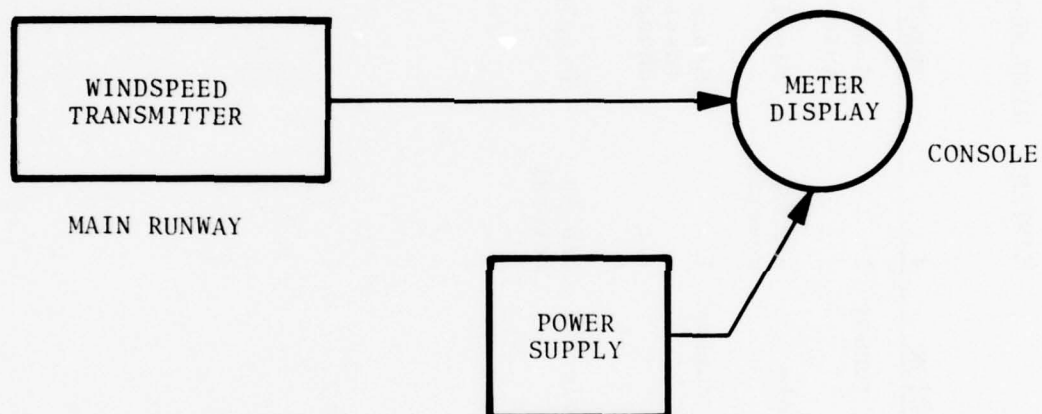 WINDSPEED
TRANSMITTER
METER
DISPLAY
CONSOLE
MAIN RUNWAY
POWER
SUPPLY